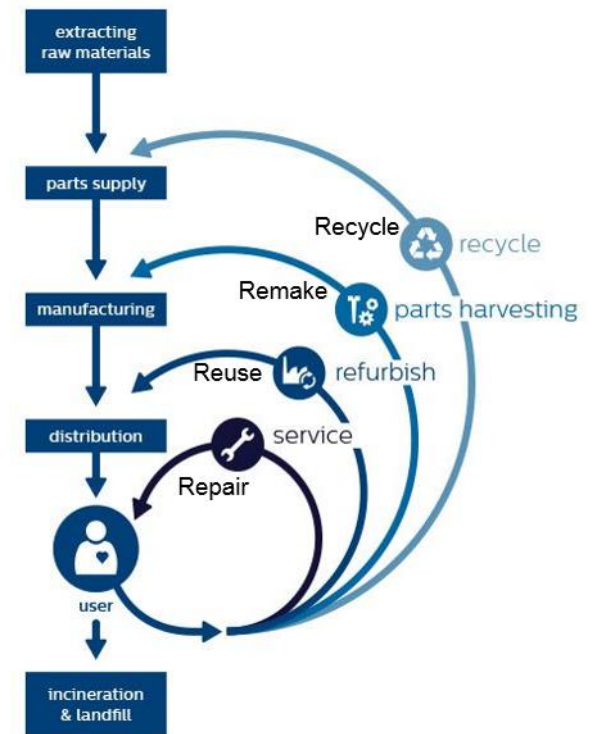 extracting
raw materials
parts supply
Recycle
recycle
Remake
parts harvesting
manufacturing
Reuse
refurbish
distribution
service
Repair
user
incineration
& landfill